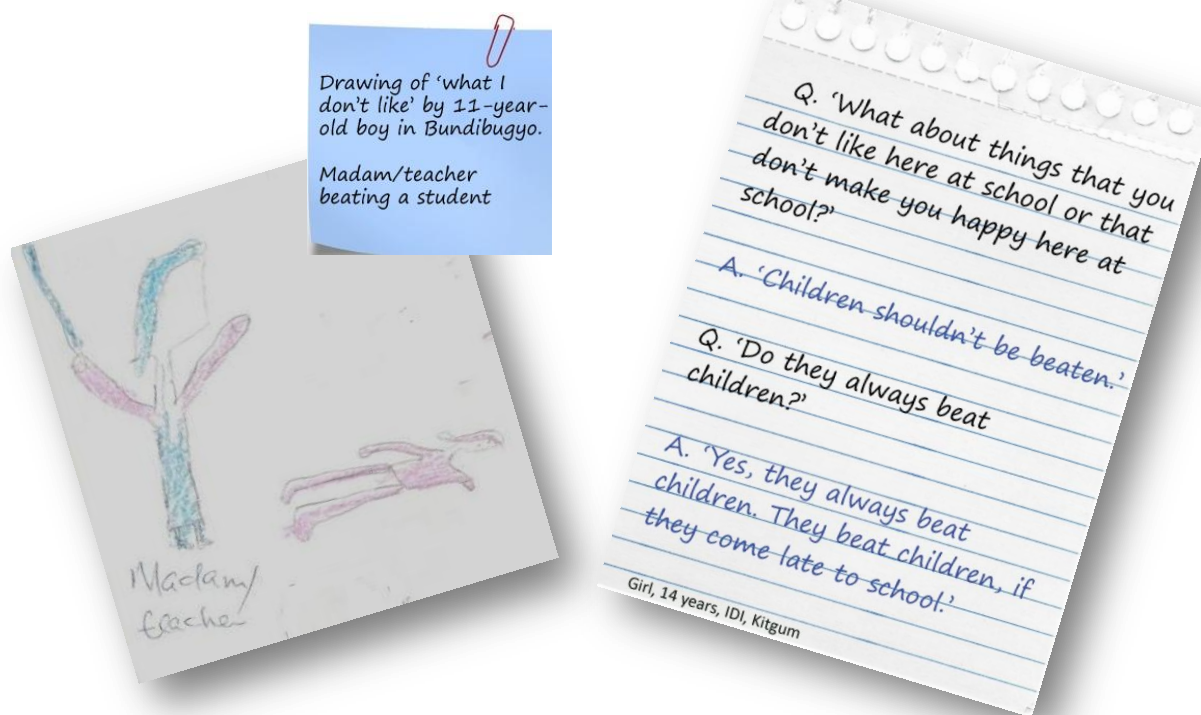 Drawing of ‘what I
don’t like’ by 11-year-
old boy in Bundibugyo.
Madam/teacher
beating a student
Madam/
teacher
Q. ‘What about things that you
don’t like here at school or that
don’t make you happy here at
school?’
A. ‘Children shouldn’t be beaten.’
Q. ‘Do they always beat
children?’
A. ‘Yes, they always beat
children. They beat children, if
they come late to school.’
Girl, 14 years, IDI, Kitgum